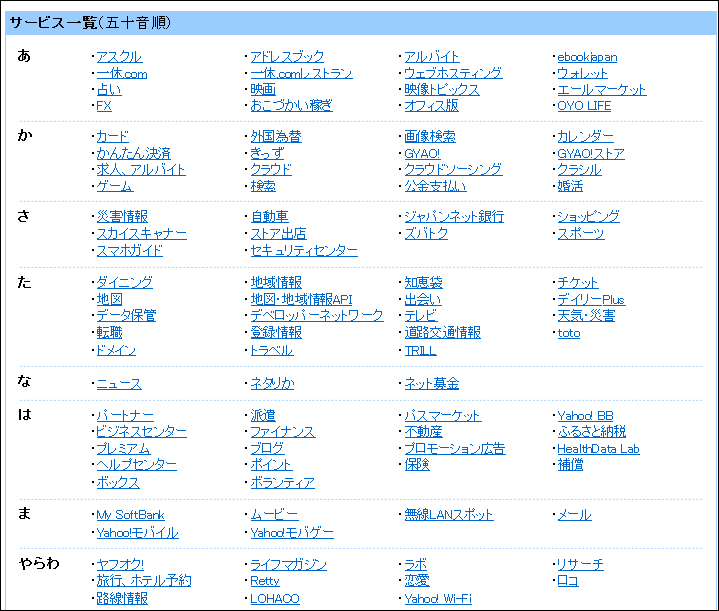 サービス一覧(五十音順)
あ ・アスクル ・アドレスブック ・アルバイト ・ebookjapan
・一休.com ・一休.comレストラン ・ウェブホスティング ・ウォレット
・占い ・映画 ・映像トピックス ・エールマーケット
・FX ・おこづかい稼ぎ ・オフィス版 ・OYO LIFE
か ・カード ・外国為替 ・画像検索 ・カレンダー
・かんたん決済 ・きっず ・GYAO! ・GYAO!ストア
・求人、アルバイト ・クラウド ・クラウドソーシング ・クラシル
・ゲーム ・検索 ・公金支払い ・婚活
さ ・災害情報 ・自動車 ・ジャパンネット銀行 ・ショッピング
・スカイスキャナー ・ストア出店 ・ズバトク ・スポーツ
・スマホガイド ・セキュリティセンター
た ・ダイニング ・地域情報 ・知恵袋 ・チケット
・地図 ・地図・地域情報API ・出会い ・デイリーPlus
・データ保管 ・デベロッパーネットワーク ・テレビ ・天気・災害
・転職 ・登録情報 ・道路交通情報 ・toto
・ドメイン ・トラベル ・TRILL
な ・ニュース ・ネタりか ・ネット募金
は ・パートナー ・派遣 ・パスマーケット ・Yahoo! BB
・ビジネスセンター ・ファイナンス ・不動産 ・ふるさと納税
・プレミアム ・ブログ ・プロモーション広告 ・HealthData Lab
・ヘルプセンター ・ポイント ・保険 ・補償
・ボックス ・ボランティア
ま ・My SoftBank ・ムービー ・無線LANスポット ・メール
・Yahoo!モバイル ・Yahoo!モバゲー
やらわ ・ヤフオク! ・ライフマガジン ・ラボ ・リサーチ
・旅行、ホテル予約 ・Retty ・恋愛 ・ロコ
・路線情報 ・LOHACO ・Yahoo! Wi-Fi